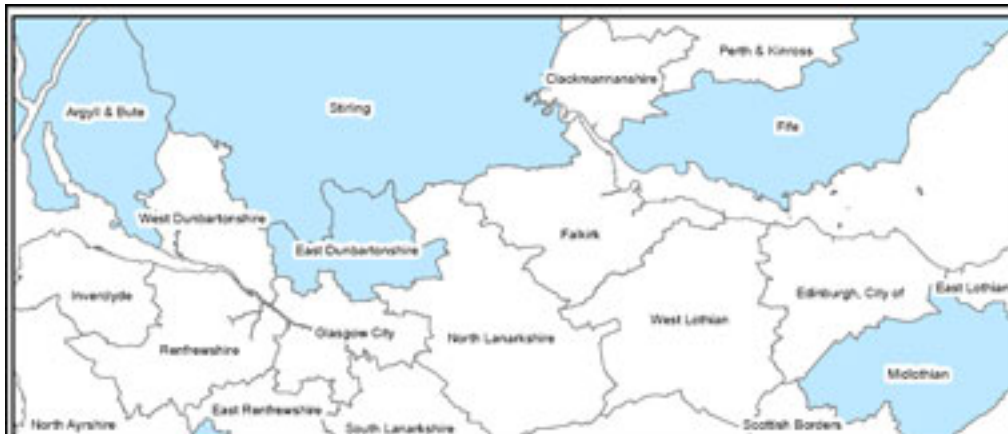 Perth & Kinross
Clackmannanshire
Argyll & Bute
Stirling
Fife
West Dunbartonshire
Falkirk
East Dunbartonshire
Inverclyde
Edinburgh, City of
East Lothian
West Lothian
Glasgow City
North Lanarkshire
Renfrewshire
Midlothian
East Renfrewshire
North Ayrshire
South Lanarkshire
Scottish Borders